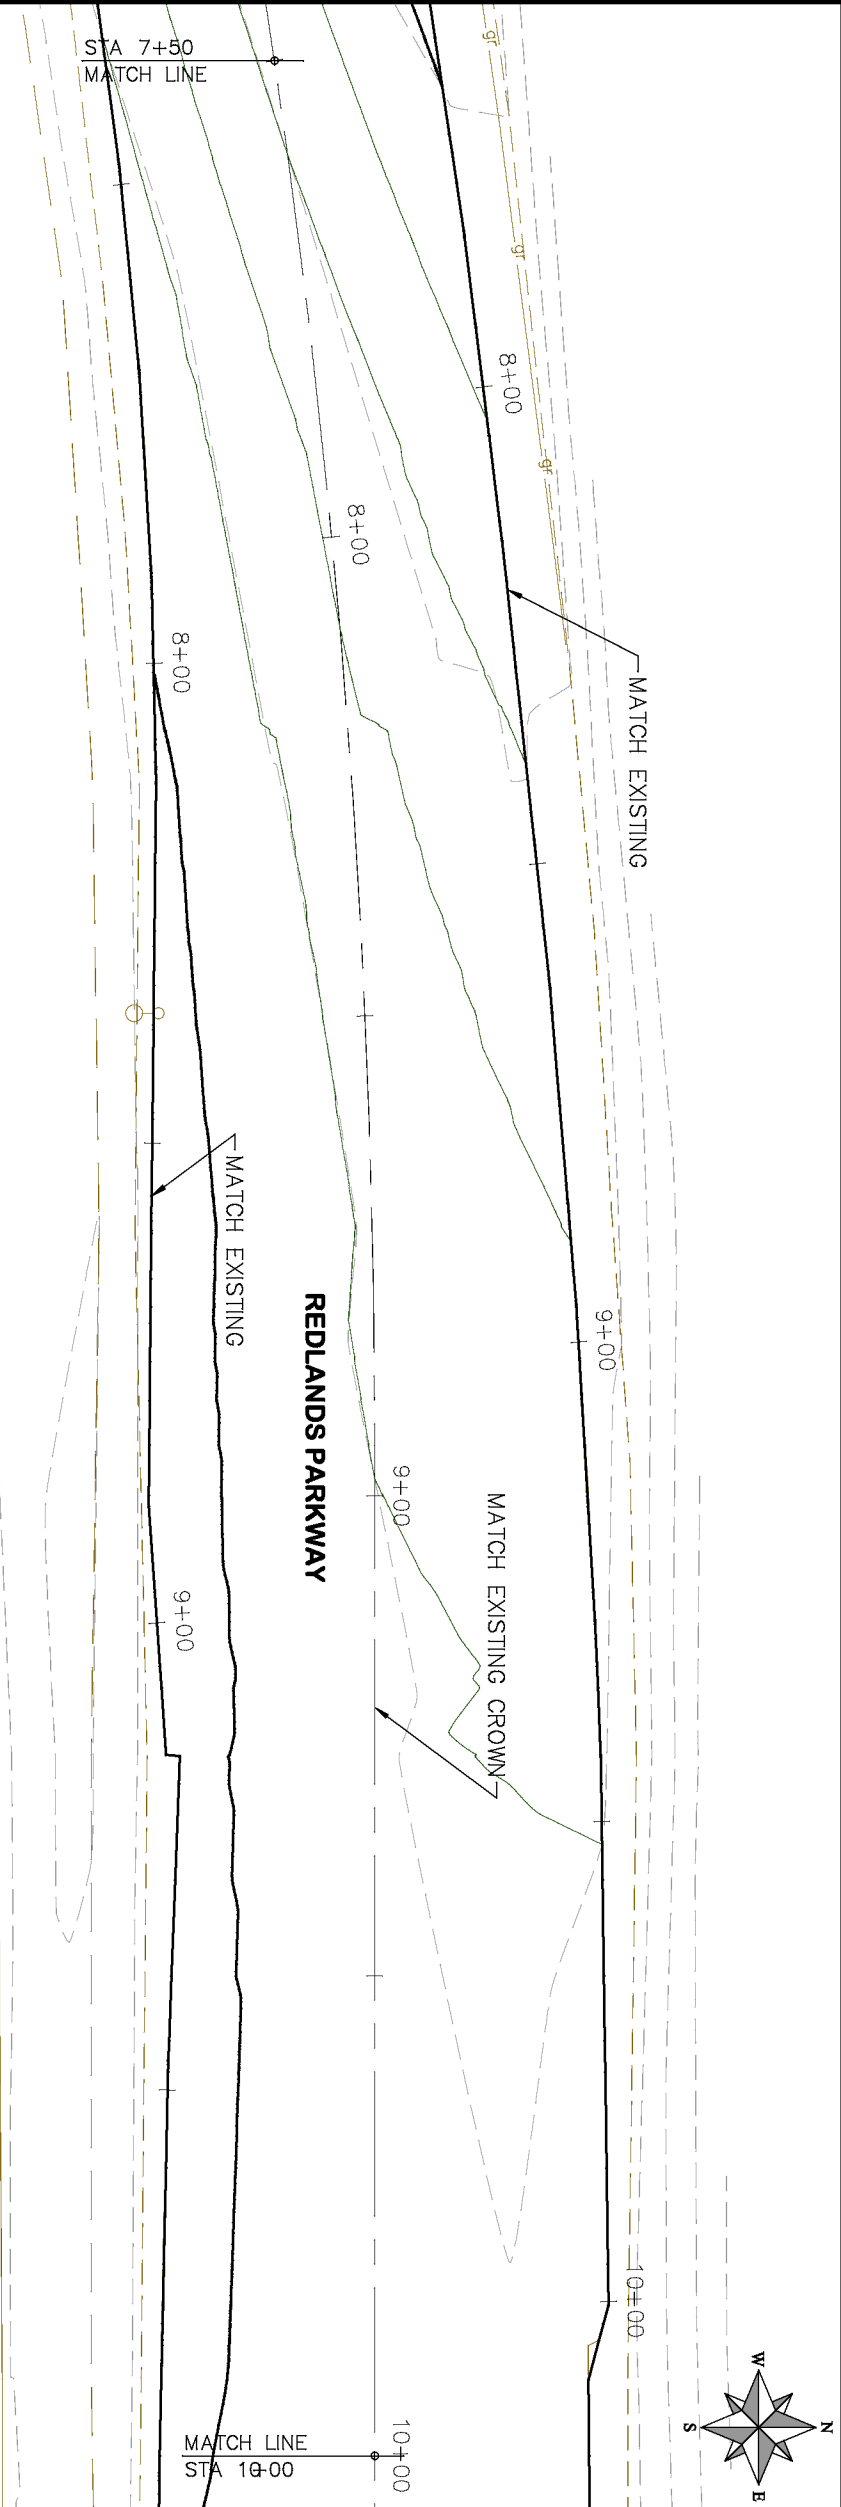 STA 7+50
MATCH LINE
gr
gr
8+00
gr
8+00
8+00
MATCH EXISTING
MATCH EXISTING
REDLANDS PARKWAY
9+00
9+00
MATCH EXISTING CROWN
9+00
10+00
W
N
S
E
10+00
MATCH LINE
STA 10+00